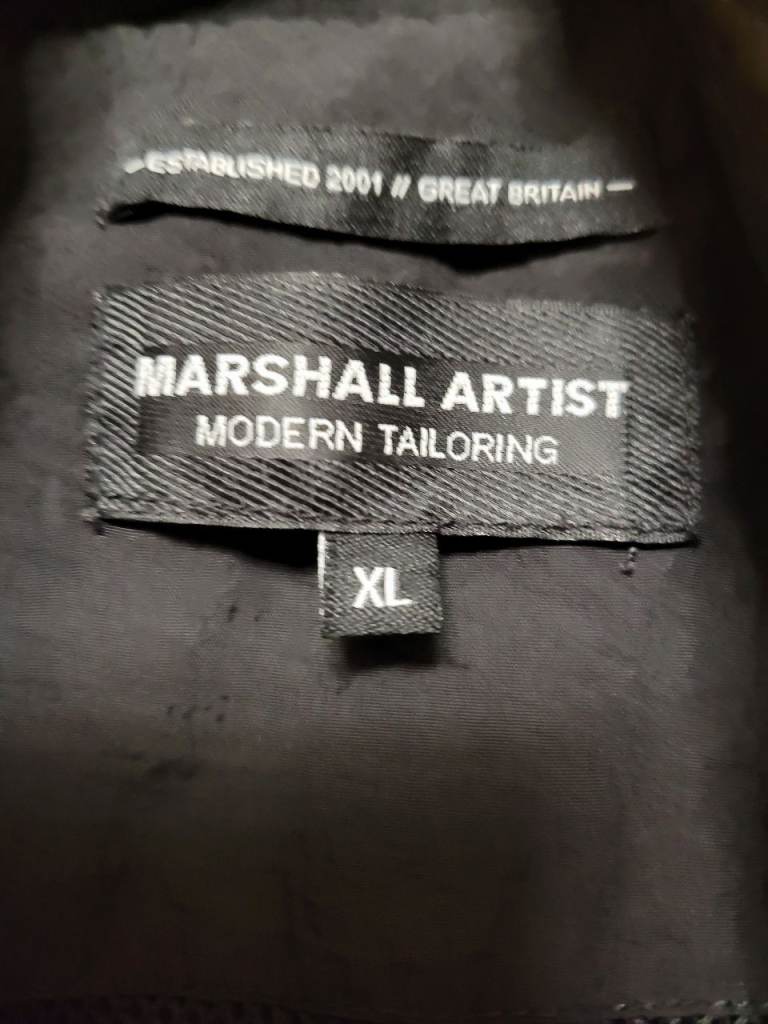 — ESTABLISHED 2001 // GREAT BRITAIN —
MARSHALL ARTIST
MODERN TAILORING
XL